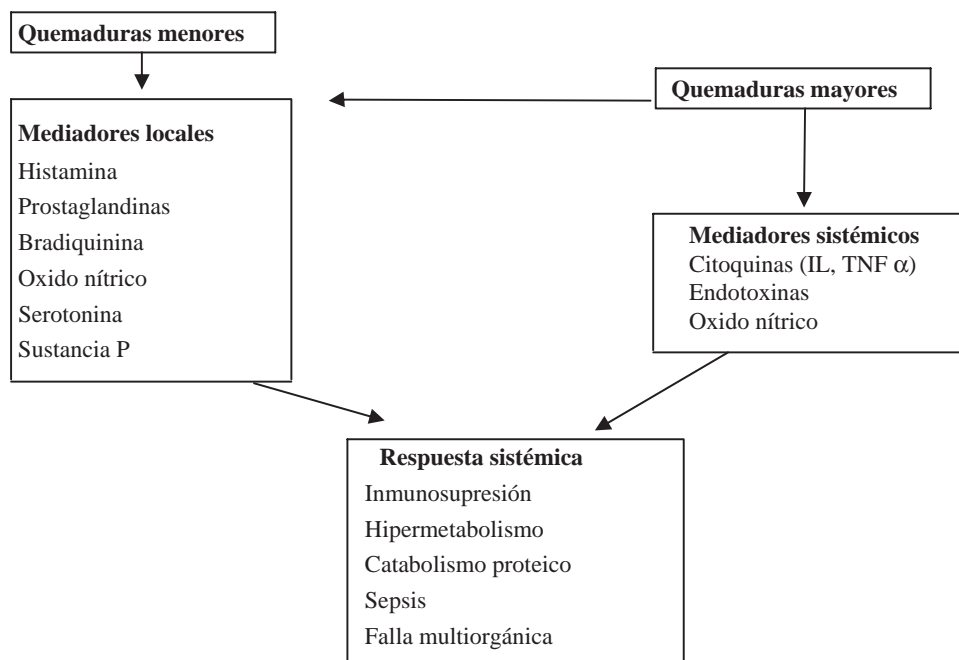 Quemaduras menores
Quemaduras mayores
Mediadores locales
Histamina
Prostaglandinas
Bradiquinina
Oxido nítrico
Serotonina
Sustancia P
Mediadores sistémicos
Citoquinas (IL, TNF α)
Endotoxinas
Oxido nítrico
Respuesta sistémica
Inmunosupresión
Hipermetabolismo
Catabolismo proteico
Sepsis
Falla multiorgánica